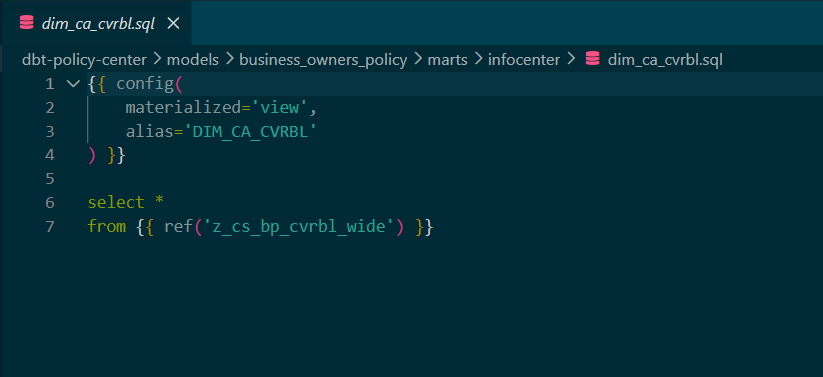 dim_ca_cvrbl.sql
dbt-policy-center > models > business_owners_policy > marts > infocenter > dim_ca_cvrbl.sql
1 {{ config(
2     materialized='view',
3     alias='DIM_CA_CVRBL'
4 ) }}
5
6 select *
7 from {{ ref('z_cs_bp_cvrbl_wide') }}